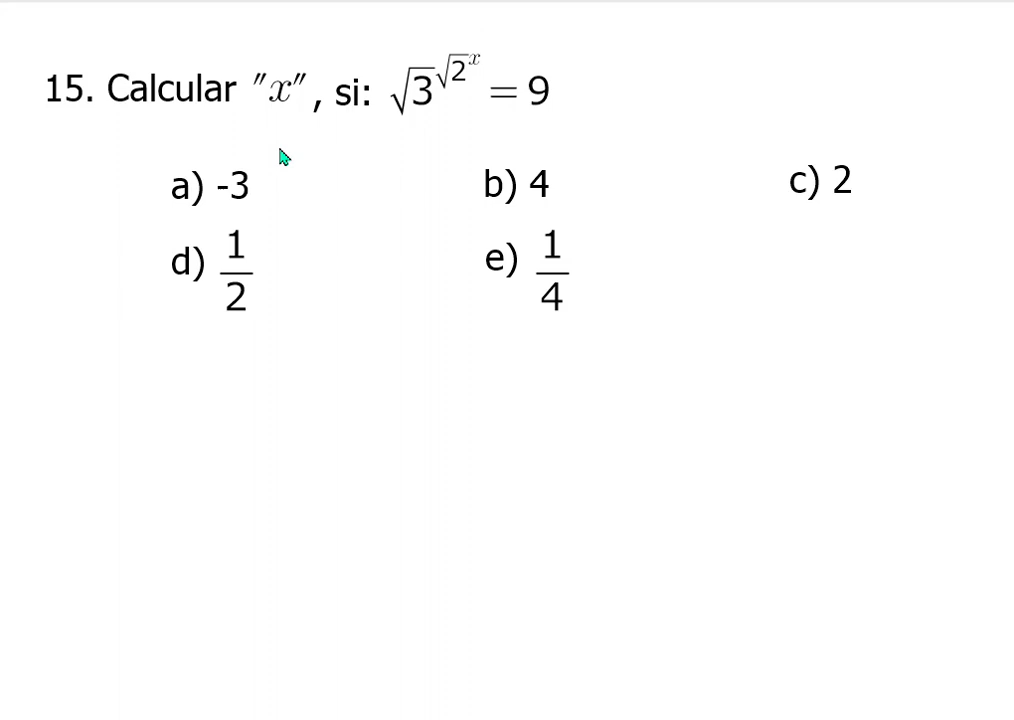 15. Calcular "x", si: √3^√2^x = 9
a) -3 b) 4 c) 2
d) 1/2 e) 1/4